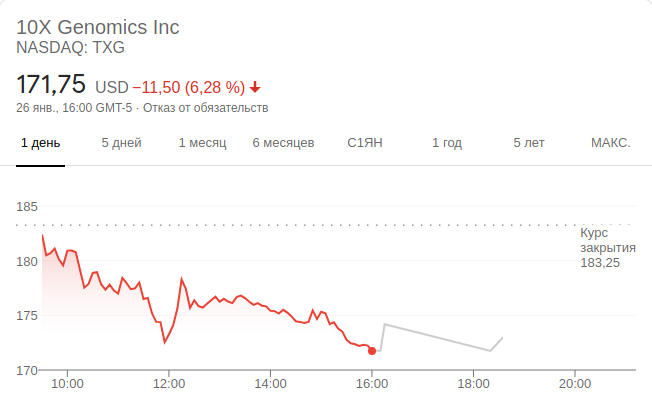 10X Genomics Inc
NASDAQ: TXG
171,75 USD −11,50 (6,28 %)
26 янв., 16:00 GMT-5 · Отказ от обязательств
1 день 5 дней 1 месяц 6 месяцев С1ЯН 1 год 5 лет МАКС.
185
Курс
закрытия
183,25
180
175
170
10:00 12:00 14:00 16:00 18:00 20:00